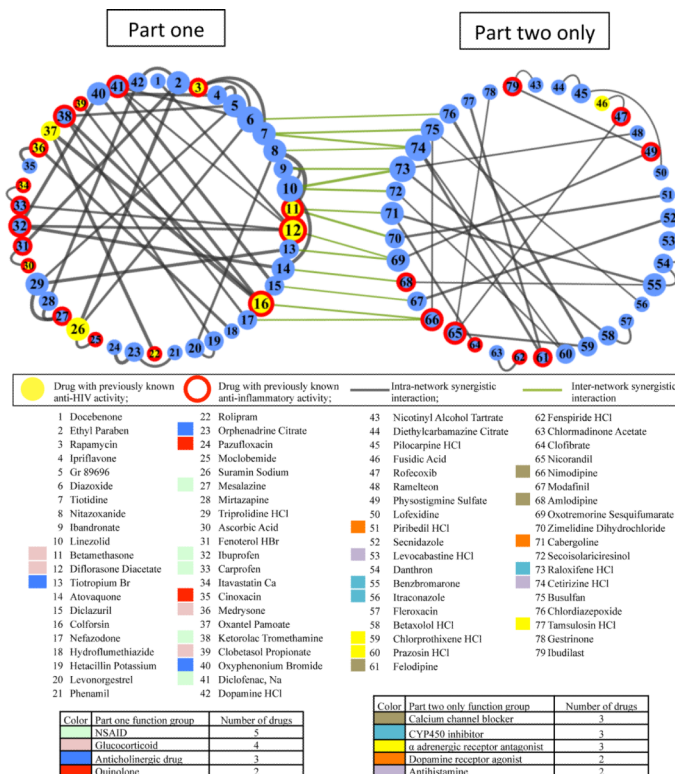 Part one
Part two only
Drug with previously known anti-HIV activity;
Drug with previously known anti-inflammatory activity;
Intra-network synergistic interaction;
Inter-network synergistic interaction
1 Docebenone
2 Ethyl Paraben
3 Rapamycin
4 Ipriflavone
5 Gr 89696
6 Diazoxide
7 Tiotidine
8 Nitazoxanide
9 Ibandronate
10 Linezolid
11 Betamethasone
12 Diflorasone Diacetate
13 Tiotropium Br
14 Atovaquone
15 Diclazuril
16 Colforsin
17 Nefazodone
18 Hydroflumethiazide
19 Hetacillin Potassium
20 Levonorgestrel
21 Phenamil
22 Rolipram
23 Orphenadrine Citrate
24 Pazufloxacin
25 Moclobemide
26 Suramin Sodium
27 Mesalazine
28 Mirtazapine
29 Triprolidine HCl
30 Ascorbic Acid
31 Fenoterol HBr
32 Ibuprofen
33 Carprofen
34 Itavastatin Ca
35 Cinoxacin
36 Medrysone
37 Oxantel Pamoate
38 Ketorolac Tromethamine
39 Clobetasol Propionate
40 Oxyphenonium Bromide
41 Diclofenac, Na
42 Dopamine HCl
43 Nicotinyl Alcohol Tartrate
44 Diethylcarbamazine Citrate
45 Pilocarpine HCl
46 Fusidic Acid
47 Rofecoxib
48 Ramelteon
49 Physostigmine Sulfate
50 Lofexidine
51 Piribedil HCl
52 Secnidazole
53 Levocabastine HCl
54 Danthron
55 Benzbromarone
56 Itraconazole
57 Fleroxacin
58 Betaxolol HCl
59 Chlorprothixene HCl
60 Prazosin HCl
61 Felodipine
62 Fenspiride HCl
63 Chlormadinone Acetate
64 Clofibrate
65 Nicorandil
66 Nimodipine
67 Modafinil
68 Amlodipine
69 Oxotremorine Sesquifumarate
70 Zimelidine Dihydrochloride
71 Cabergoline
72 Secoisolariciresinol
73 Raloxifene HCl
74 Cetirizine HCl
75 Busulfan
76 Chlordiazepoxide
77 Tamsulosin HCl
78 Gestrinone
79 Ibudilast
Color Part one function group Number of drugs
NSAID 5
Glucocorticoid 4
Anticholinergic drug 3
Quinolone 2
Color Part two only function group Number of drugs
Calcium channel blocker 3
CYP450 inhibitor 3
α adrenergic receptor antagonist 3
Dopamine receptor agonist 2
Antihistamine